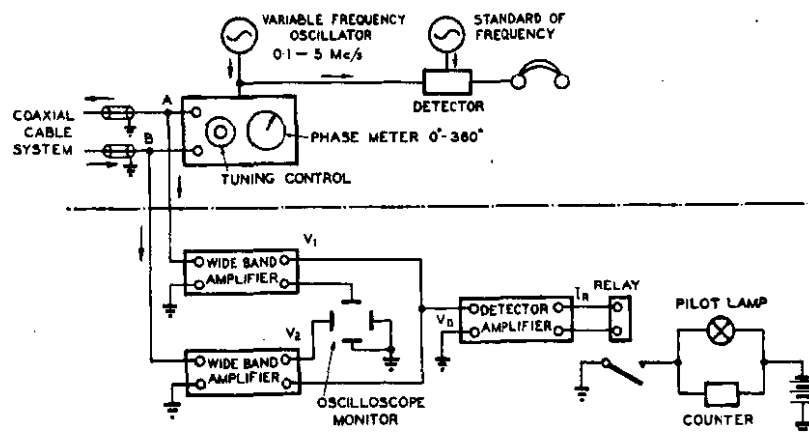 VARIABLE FREQUENCY
OSCILLATOR
0·1 – 5 Mc/s
STANDARD OF
FREQUENCY
DETECTOR
A
COAXIAL
CABLE
SYSTEM
B
PHASE METER 0°-360°
TUNING CONTROL
V1
WIDE BAND
AMPLIFIER
V2
WIDE BAND
AMPLIFIER
OSCILLOSCOPE
MONITOR
VD
DETECTOR
AMPLIFIER
IR
RELAY
PILOT LAMP
COUNTER